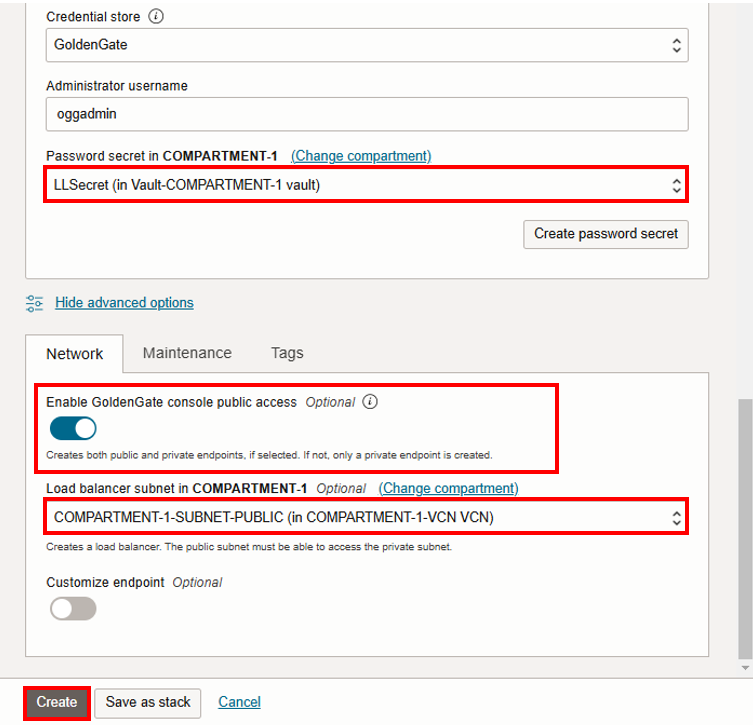 Credential store
GoldenGate
Administrator username
oggadmin
Password secret in COMPARTMENT-1 (Change compartment)
LLSecret (in Vault-COMPARTMENT-1 vault)
Create password secret
Hide advanced options
Network Maintenance Tags
Enable GoldenGate console public access Optional
Creates both public and private endpoints, if selected. If not, only a private endpoint is created.
Load balancer subnet in COMPARTMENT-1 Optional (Change compartment)
COMPARTMENT-1-SUBNET-PUBLIC (in COMPARTMENT-1-VCN VCN)
Creates a load balancer. The public subnet must be able to access the private subnet.
Customize endpoint Optional
Create Save as stack Cancel